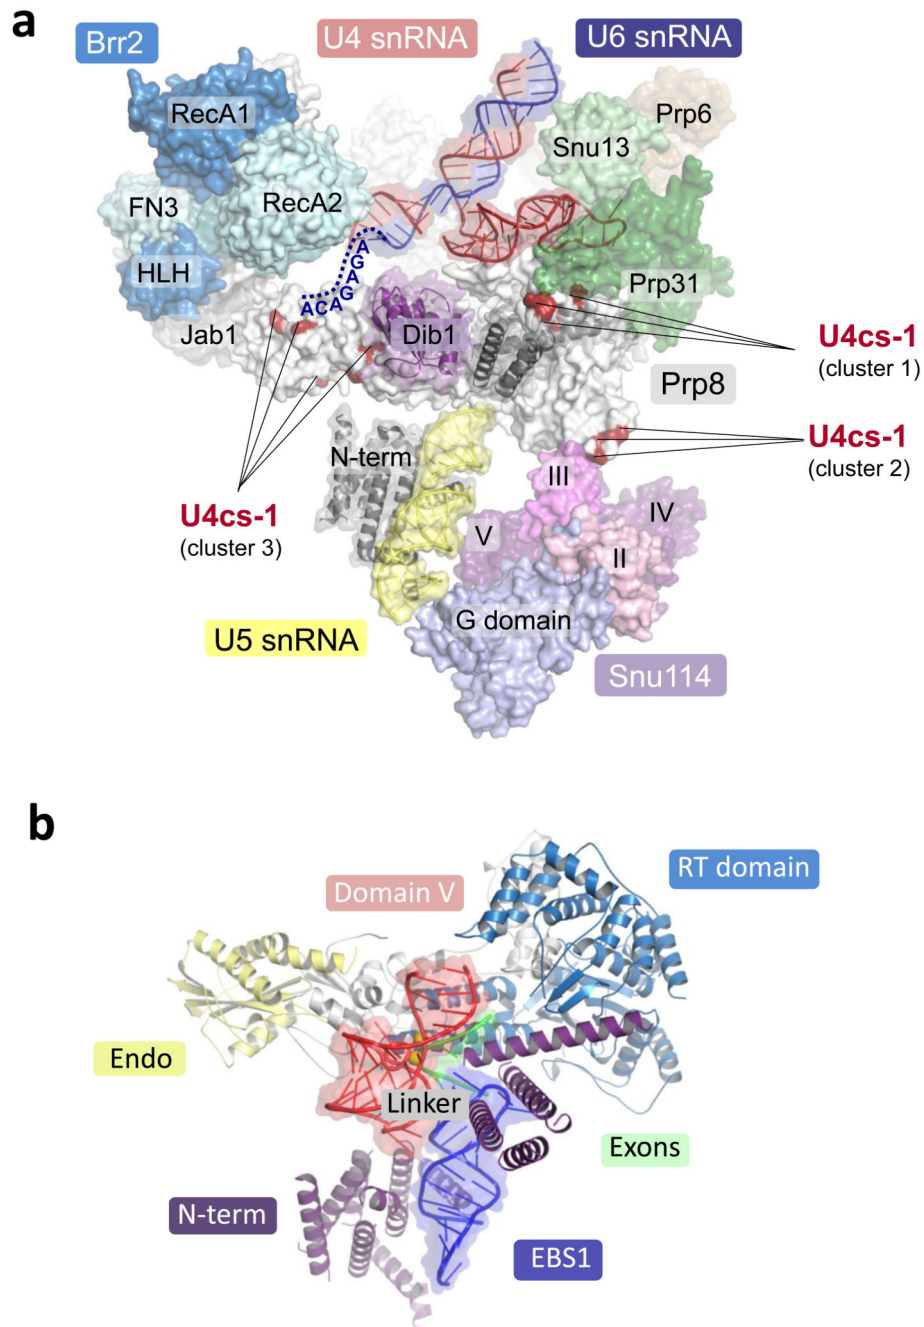 a
Brr2
U4 snRNA
U6 snRNA
RecA1
Prp6
Snu13
FN3
RecA2
HLH
AGAGACA
Prp31
Jab1
Dib1
U4cs-1
(cluster 1)
Prp8
U4cs-1
(cluster 2)
N-term
III
U4cs-1
(cluster 3)
IV
V
II
G domain
U5 snRNA
Snu114
b
RT domain
Domain V
Endo
Linker
Exons
N-term
EBS1